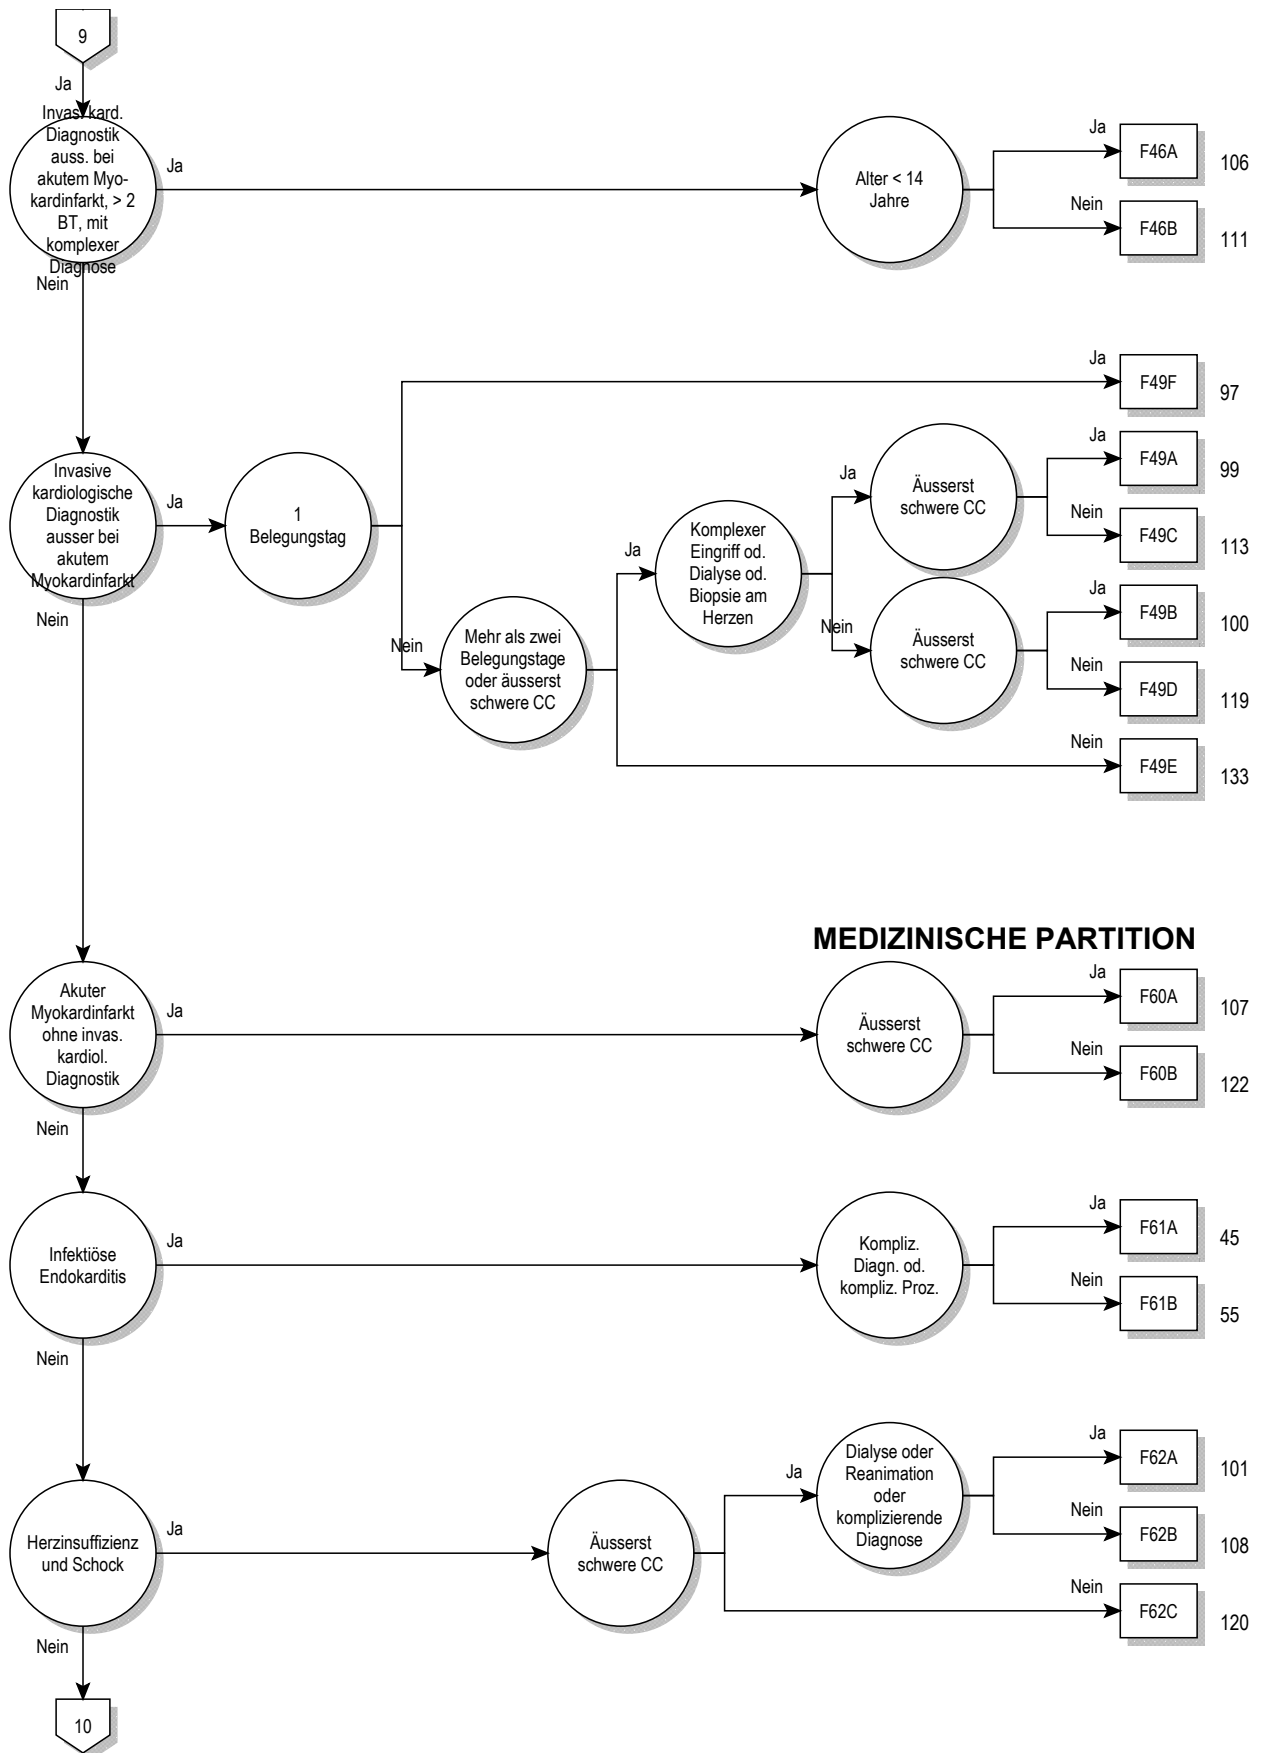 9
Ja
Invas. kard.
Diagnostik
auss. bei
akutem Myo-
kardinfarkt, > 2
BT, mit
komplexer
Diagnose
Ja
Alter < 14
Jahre
Ja
F46A
106
Nein
F46B
111
Nein
Invasive
kardiologische
Diagnostik
ausser bei
akutem
Myokardinfarkt
Ja
1
Belegungstag
Ja
F49F
97
Nein
Mehr als zwei
Belegungstage
oder äusserst
schwere CC
Ja
Komplexer
Eingriff od.
Dialyse od.
Biopsie am
Herzen
Ja
Äusserst
schwere CC
Ja
F49A
99
Nein
F49C
113
Nein
Äusserst
schwere CC
Ja
F49B
100
Nein
F49D
119
Nein
F49E
133
Nein
MEDIZINISCHE PARTITION
Akuter
Myokardinfarkt
ohne invas.
kardiol.
Diagnostik
Ja
Äusserst
schwere CC
Ja
F60A
107
Nein
F60B
122
Nein
Infektiöse
Endokarditis
Ja
Kompliz.
Diagn. od.
kompliz. Proz.
Ja
F61A
45
Nein
F61B
55
Nein
Herzinsuffizienz
und Schock
Ja
Äusserst
schwere CC
Ja
Dialyse oder
Reanimation
oder
komplizierende
Diagnose
Ja
F62A
101
Nein
F62B
108
Nein
F62C
120
Nein
10